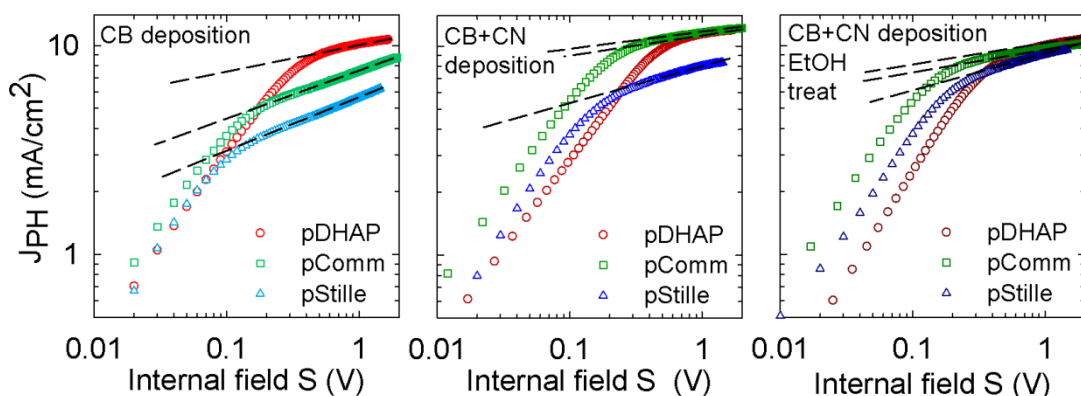 J_PH (mA/cm²)
10
1
CB deposition
pDHAP
pComm
pStille
0.01 0.1 1
Internal field S (V)
CB+CN
deposition
pDHAP
pComm
pStille
0.01 0.1 1
Internal field S (V)
CB+CN deposition
EtOH
treat
pDHAP
pComm
pStille
0.01 0.1 1
Internal field S (V)